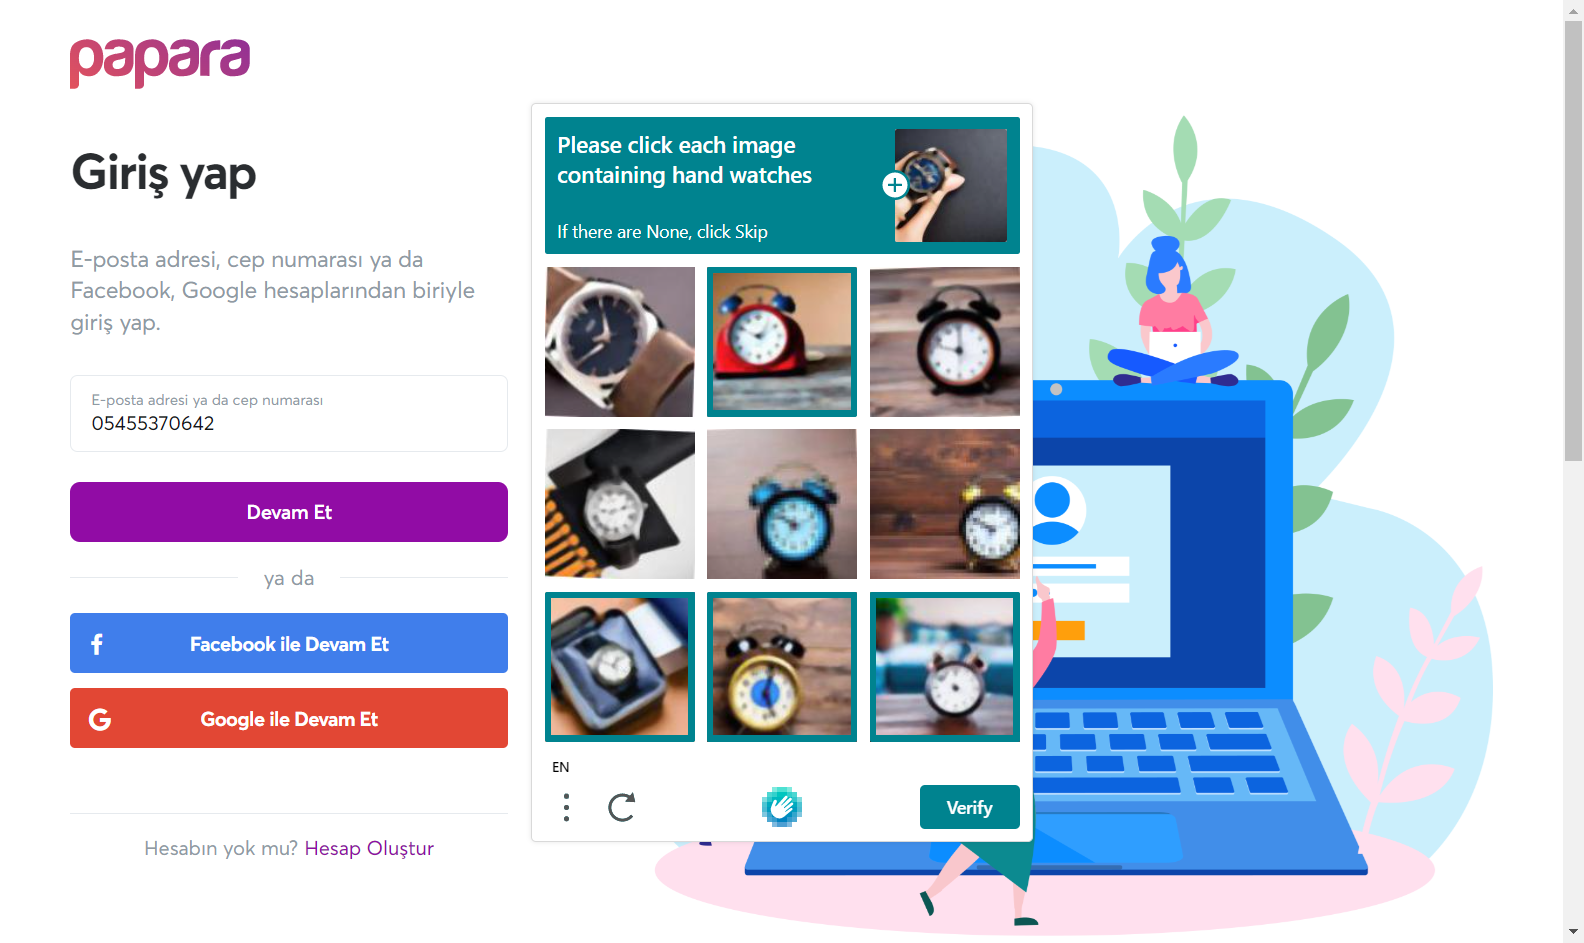 papara
Giriş yap
E-posta adresi, cep numarası ya da
Facebook, Google hesaplarından biriyle
giriş yap.
E-posta adresi ya da cep numarası
05455370642
Devam Et
ya da
Facebook ile Devam Et
Google ile Devam Et
Hesabın yok mu? Hesap Oluştur
Please click each image
containing hand watches
If there are None, click Skip
EN
Verify